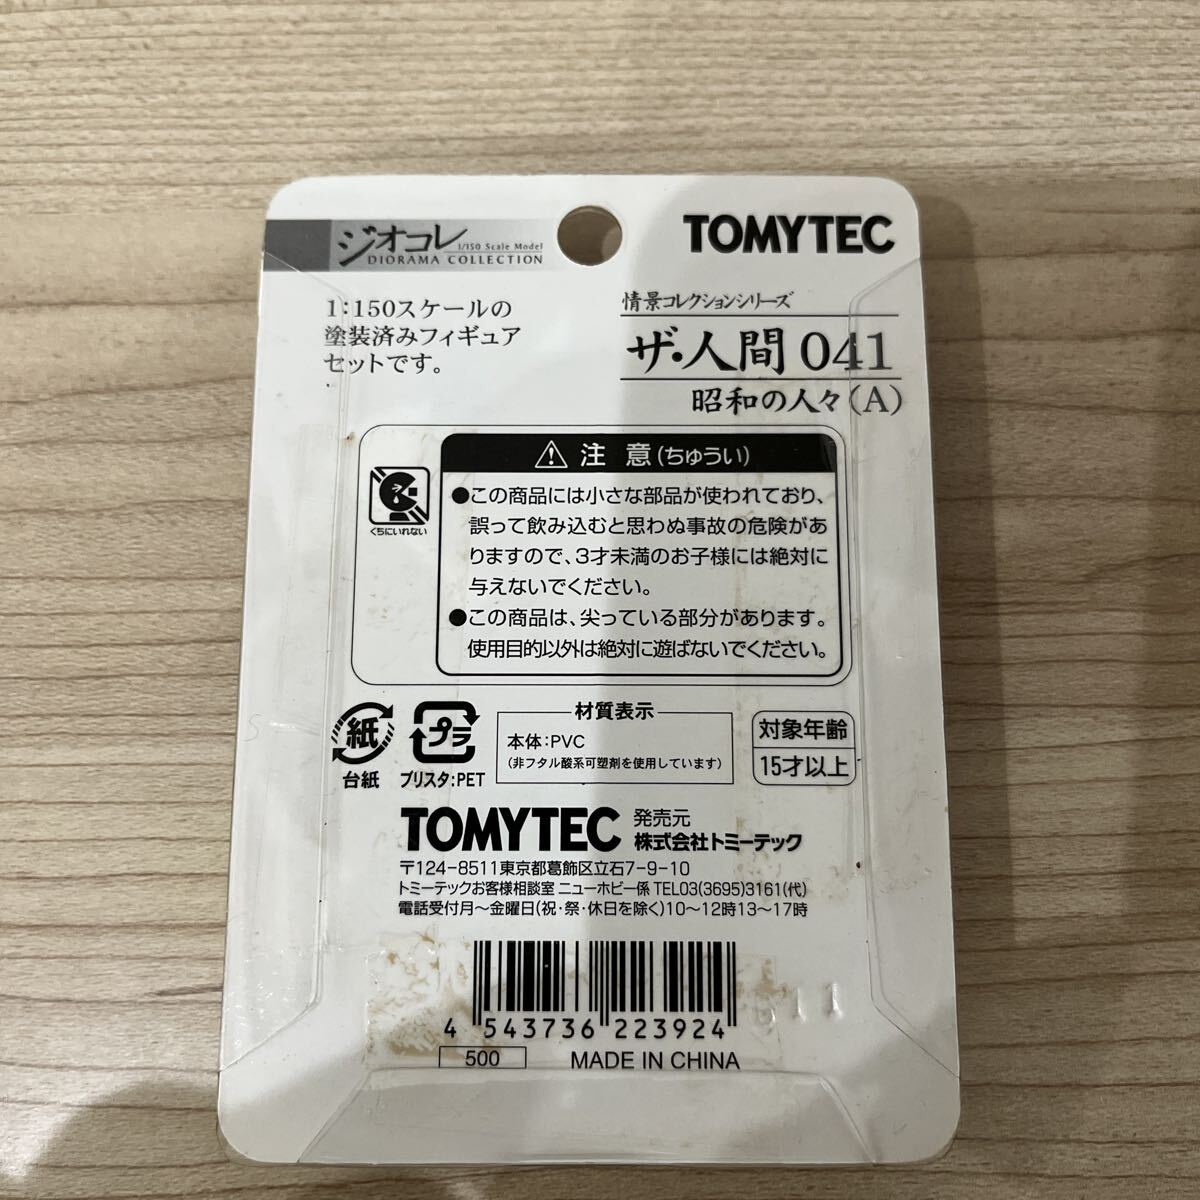 ジオコレ
1/150 Scale Model
DIORAMA COLLECTION
TOMYTEC
1:150スケールの
塗装済みフィギュア
セットです。
情景コレクションシリーズ
ザ・人間 041
昭和の人々(A)
注 意(ちゅうい)
くちにいれない
●この商品には小さな部品が使われており、
誤って飲み込むと思わぬ事故の危険があ
りますので、3才未満のお子様には絶対に
与えないでください。
●この商品は、尖っている部分があります。
使用目的以外は絶対に遊ばないでください。
紙
台紙
プラ
ブリスタ:PET
材質表示
本体:PVC
(非フタル酸系可塑剤を使用しています)
対象年齢
15才以上
TOMYTEC
発売元
株式会社トミーテック
〒124-8511東京都葛飾区立石7-9-10
トミーテックお客様相談室 ニューホビー係 TEL03(3695)3161(代)
電話受付月〜金曜日(祝・祭・休日を除く)10〜12時13〜17時
4 543736 223924
500
MADE IN CHINA